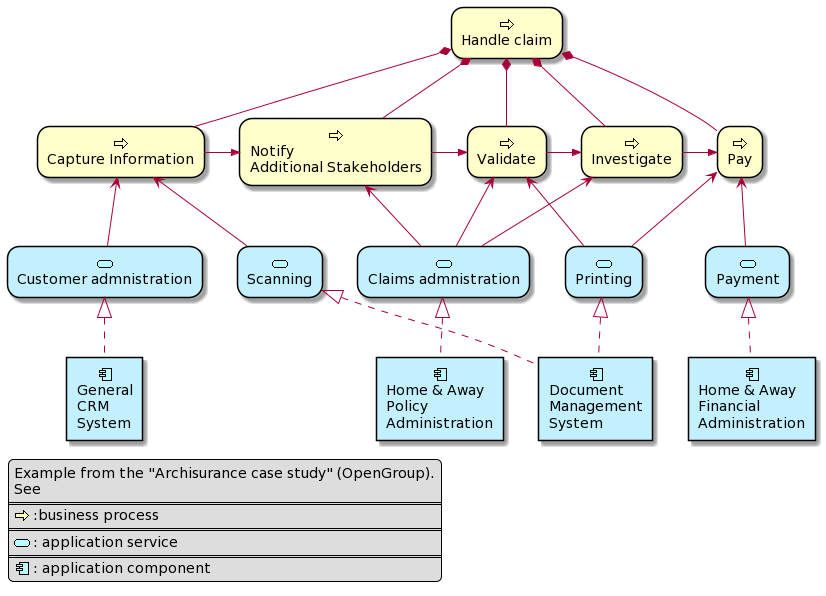 Handle claim
Capture Information
Notify
Additional Stakeholders
Validate
Investigate
Pay
Customer admnistration
Scanning
Claims admnistration
Printing
Payment
General
CRM
System
Home & Away
Policy
Administration
Document
Management
System
Home & Away
Financial
Administration
Example from the "Archisurance case study" (OpenGroup).
See
:business process
: application service
: application component